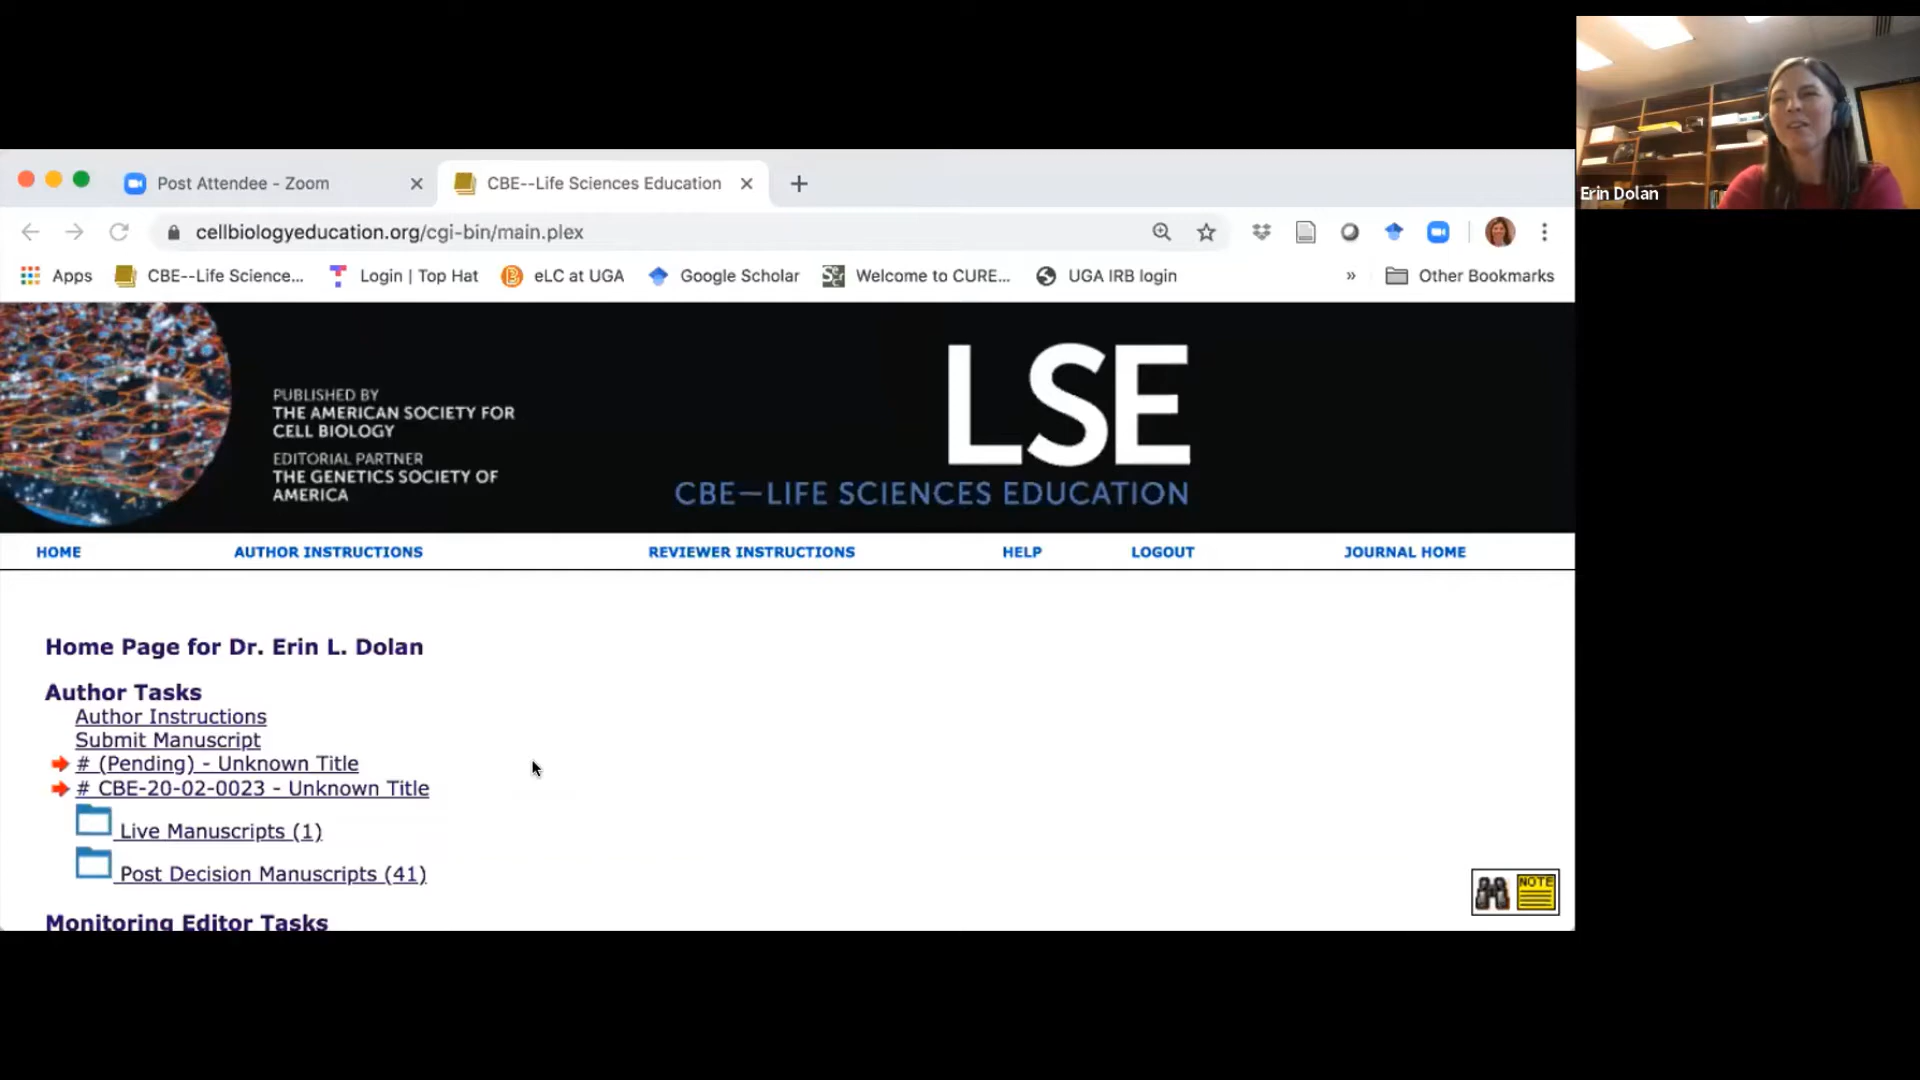 Erin Dolan
Post Attendee - Zoom
CBE--Life Sciences Education
cellbiologyeducation.org/cgi-bin/main.plex
Apps
CBE--Life Science...
Login | Top Hat
eLC at UGA
Google Scholar
Welcome to CURE...
UGA IRB login
»
Other Bookmarks
PUBLISHED BY
THE AMERICAN SOCIETY FOR
CELL BIOLOGY
EDITORIAL PARTNER
THE GENETICS SOCIETY OF
AMERICA
LSE
CBE—LIFE SCIENCES EDUCATION
HOME
AUTHOR INSTRUCTIONS
REVIEWER INSTRUCTIONS
HELP
LOGOUT
JOURNAL HOME
Home Page for Dr. Erin L. Dolan
Author Tasks
Author Instructions
Submit Manuscript
# (Pending) - Unknown Title
# CBE-20-02-0023 - Unknown Title
Live Manuscripts (1)
Post Decision Manuscripts (41)
NOTE
Monitoring Editor Tasks